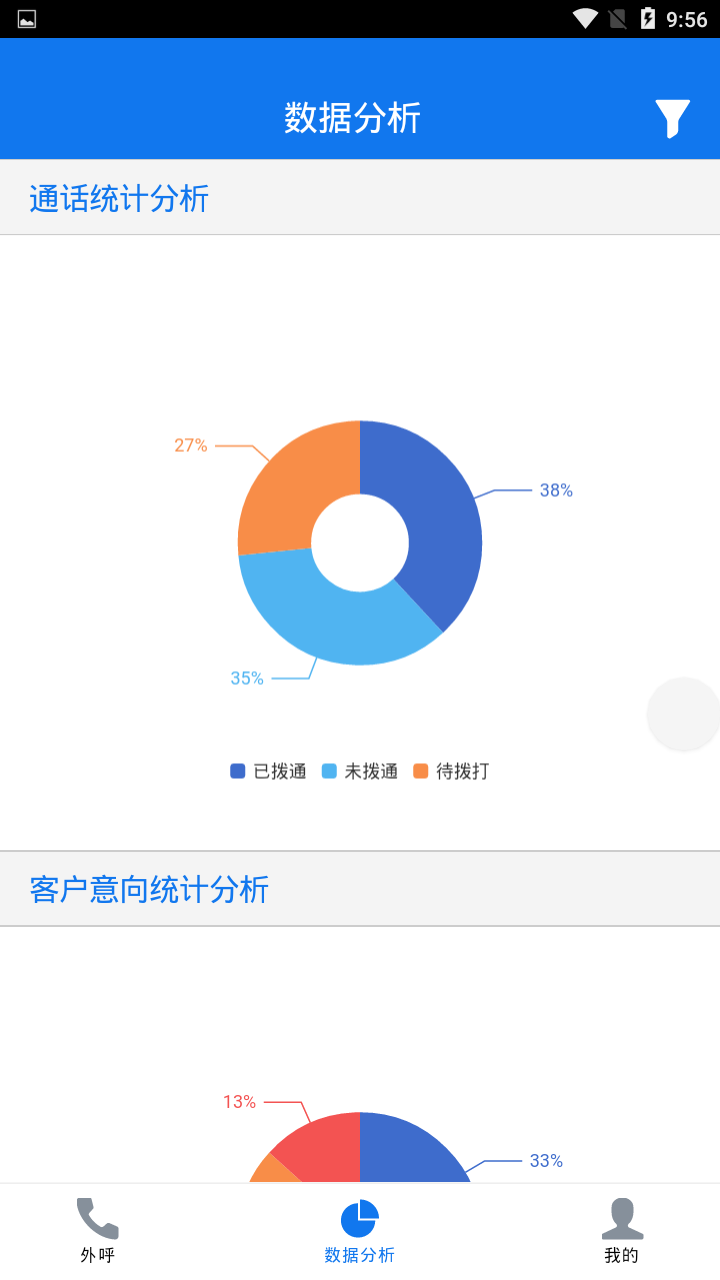 9:56
数据分析
通话统计分析
27%
38%
35%
已拨通 未拨通 待拨打
客户意向统计分析
13%
33%
外呼 数据分析 我的